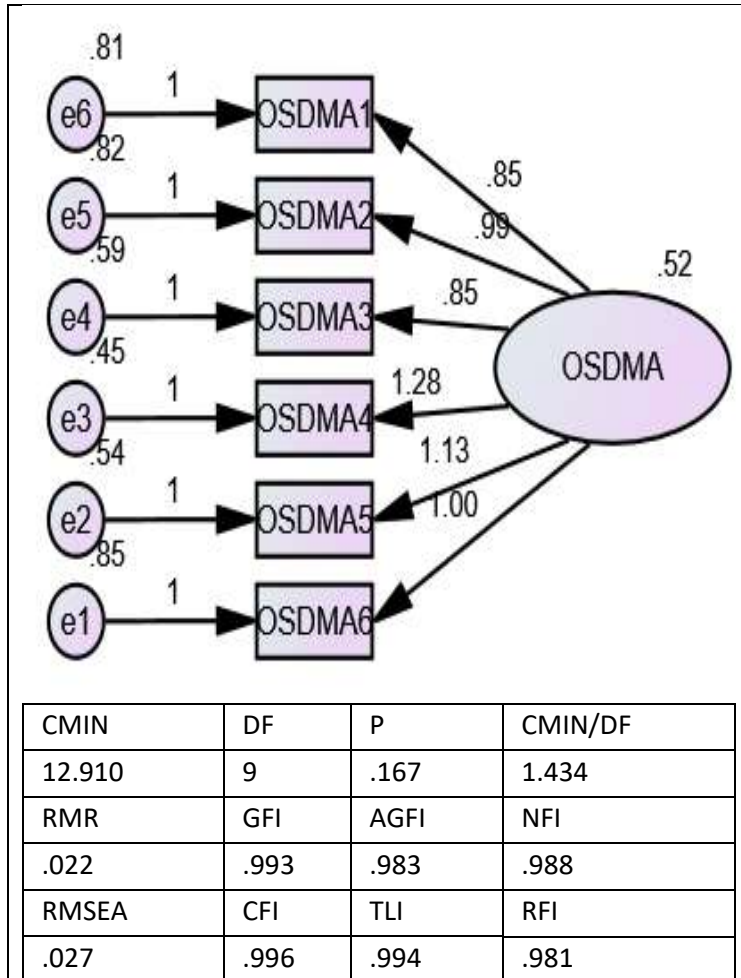 .81
e6 1 OSDMA1
.85
.82
e5 1 OSDMA2
.99
.52
.59
e4 1 OSDMA3
.85
OSDMA
.45
e3 1 OSDMA4
1.28
.54
1.13
e2 1 OSDMA5
1.00
.85
e1 1 OSDMA6
CMIN DF P CMIN/DF
12.910 9 .167 1.434
RMR GFI AGFI NFI
.022 .993 .983 .988
RMSEA CFI TLI RFI
.027 .996 .994 .981